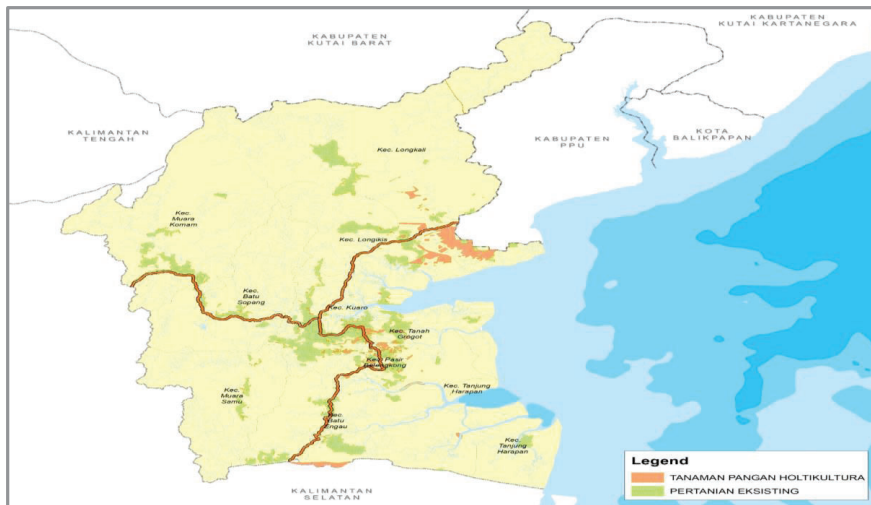 KABUPATEN
KUTAI KARTANEGARA
KABUPATEN
KUTAI BARAT
KALIMANTAN
TENGAH
KABUPATEN
PPU
KOTA
BALIKPAPAN
Kec. Longkali
Kec.
Muara
Komam
Kec. Longikis
Kec.
Batu
Sopang
Kec. Kuaro
Kec. Tanah
Grogot
Kec. Pasir
Belengkong
Kec.
Muara
Samu
Kec. Tanjung
Harapan
Kec.
Batu
Engau
Kec.
Tanjung
Harapan
KALIMANTAN
SELATAN
Legend
TANAMAN PANGAN HOLTIKULTURA
PERTANIAN EKSISTING